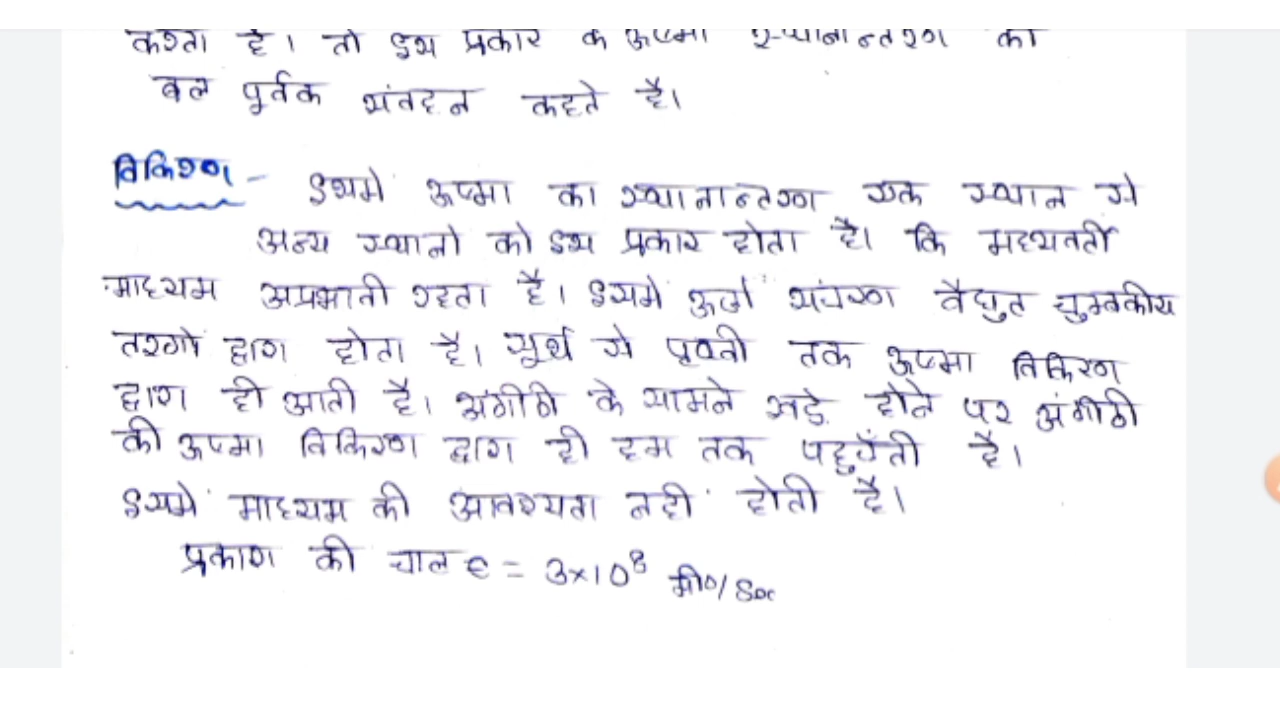 करता है। तो इस प्रकार के ऊष्मा स्थानान्तरण को
बल पूर्वक संवहन कहते है।
विकिरण - इसमें ऊष्मा का स्थानान्तरण एक स्थान से
अन्य स्थानो को इस प्रकार होता है। कि मध्यवर्ती
माध्यम अप्रभावी रहता है। इसमें ऊर्जा संचरण वैद्युत चुम्बकीय
तरंगो द्वारा होता है। सूर्य से पृथ्वी तक ऊष्मा विकिरण
द्वारा ही आती है। अंगीठी के सामने खड़े होने पर अंगीठी
की ऊष्मा विकिरण द्वारा ही हम तक पहुँचती है।
इसमें माध्यम की आवश्यता नही होती है।
प्रकाश की चाल c = 3×10⁸ मी०/Sec